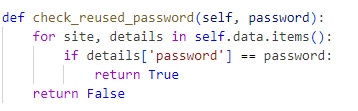 def check_reused_password(self, password):
    for site, details in self.data.items():
        if details['password'] == password:
            return True
    return False